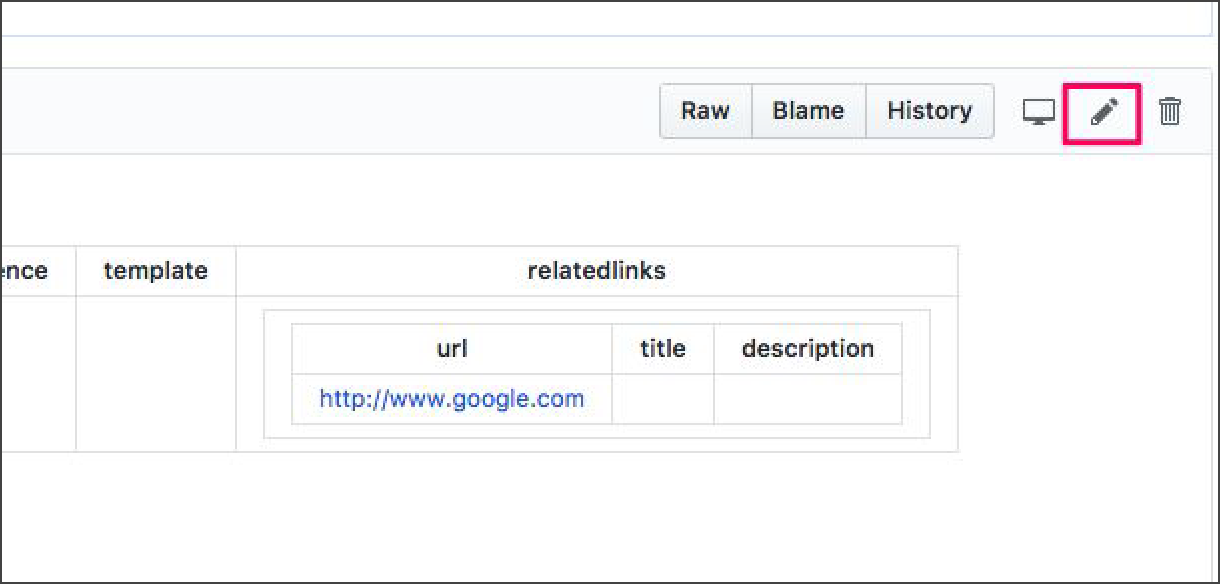 Raw Blame History
ence template relatedlinks
url title description
http://www.google.com